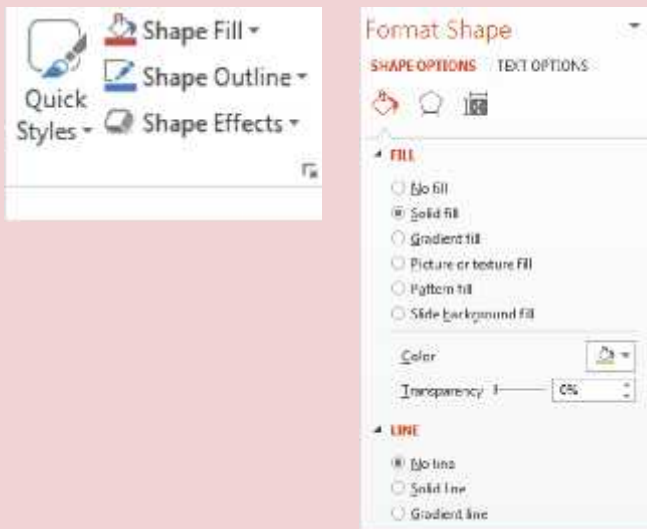 Shape Fill
Shape Outline
Quick
Styles
Shape Effects
Format Shape
SHAPE OPTIONS TEXT OPTIONS
FILL
No fill
Solid fill
Gradient fill
Picture or texture fill
Pattern fill
Slide background fill
Color
Transparency 0%
LINE
No line
Solid line
Gradient line